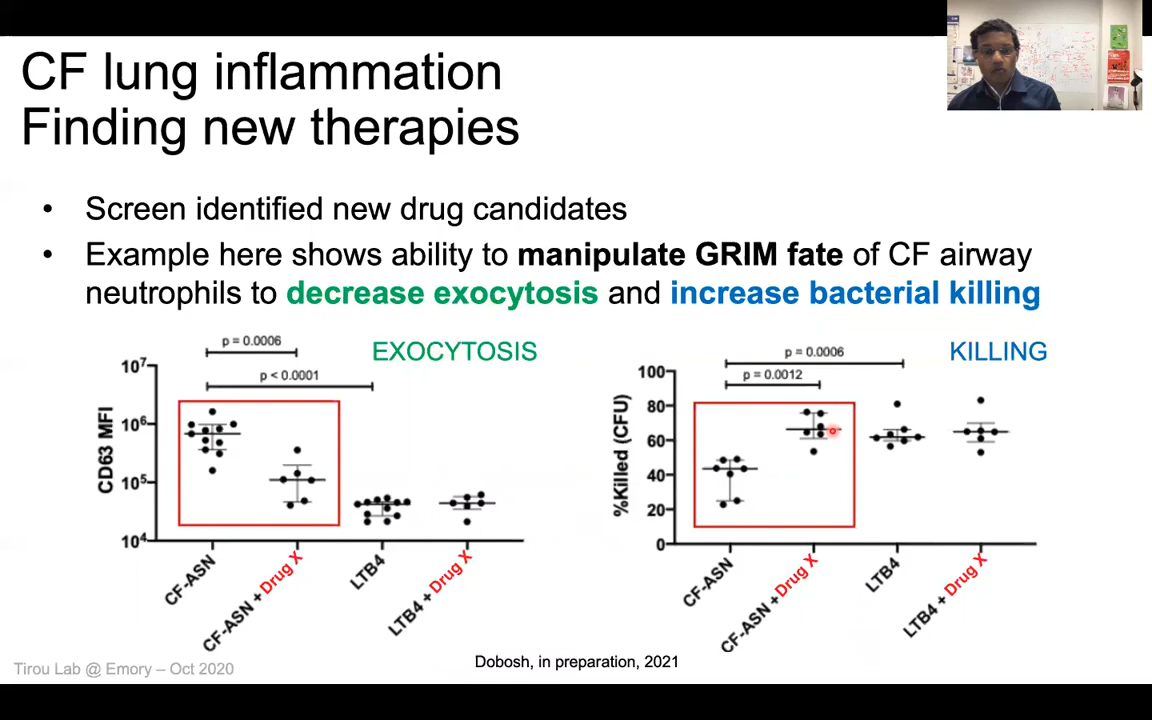 CF lung inflammation
Finding new therapies
• Screen identified new drug candidates
• Example here shows ability to manipulate GRIM fate of CF airway
neutrophils to decrease exocytosis and increase bacterial killing
p = 0.0006
EXOCYTOSIS
p < 0.0001
CD63 MFI
10⁷
10⁶
10⁵
10⁴
CF-ASN
CF-ASN + Drug X
LTB4
LTB4 + Drug X
p = 0.0006
KILLING
p = 0.0012
%Killed (CFU)
100
80
60
40
20
0
CF-ASN
CF-ASN + Drug X
LTB4
LTB4 + Drug X
Tirou Lab @ Emory – Oct 2020
Dobosh, in preparation, 2021